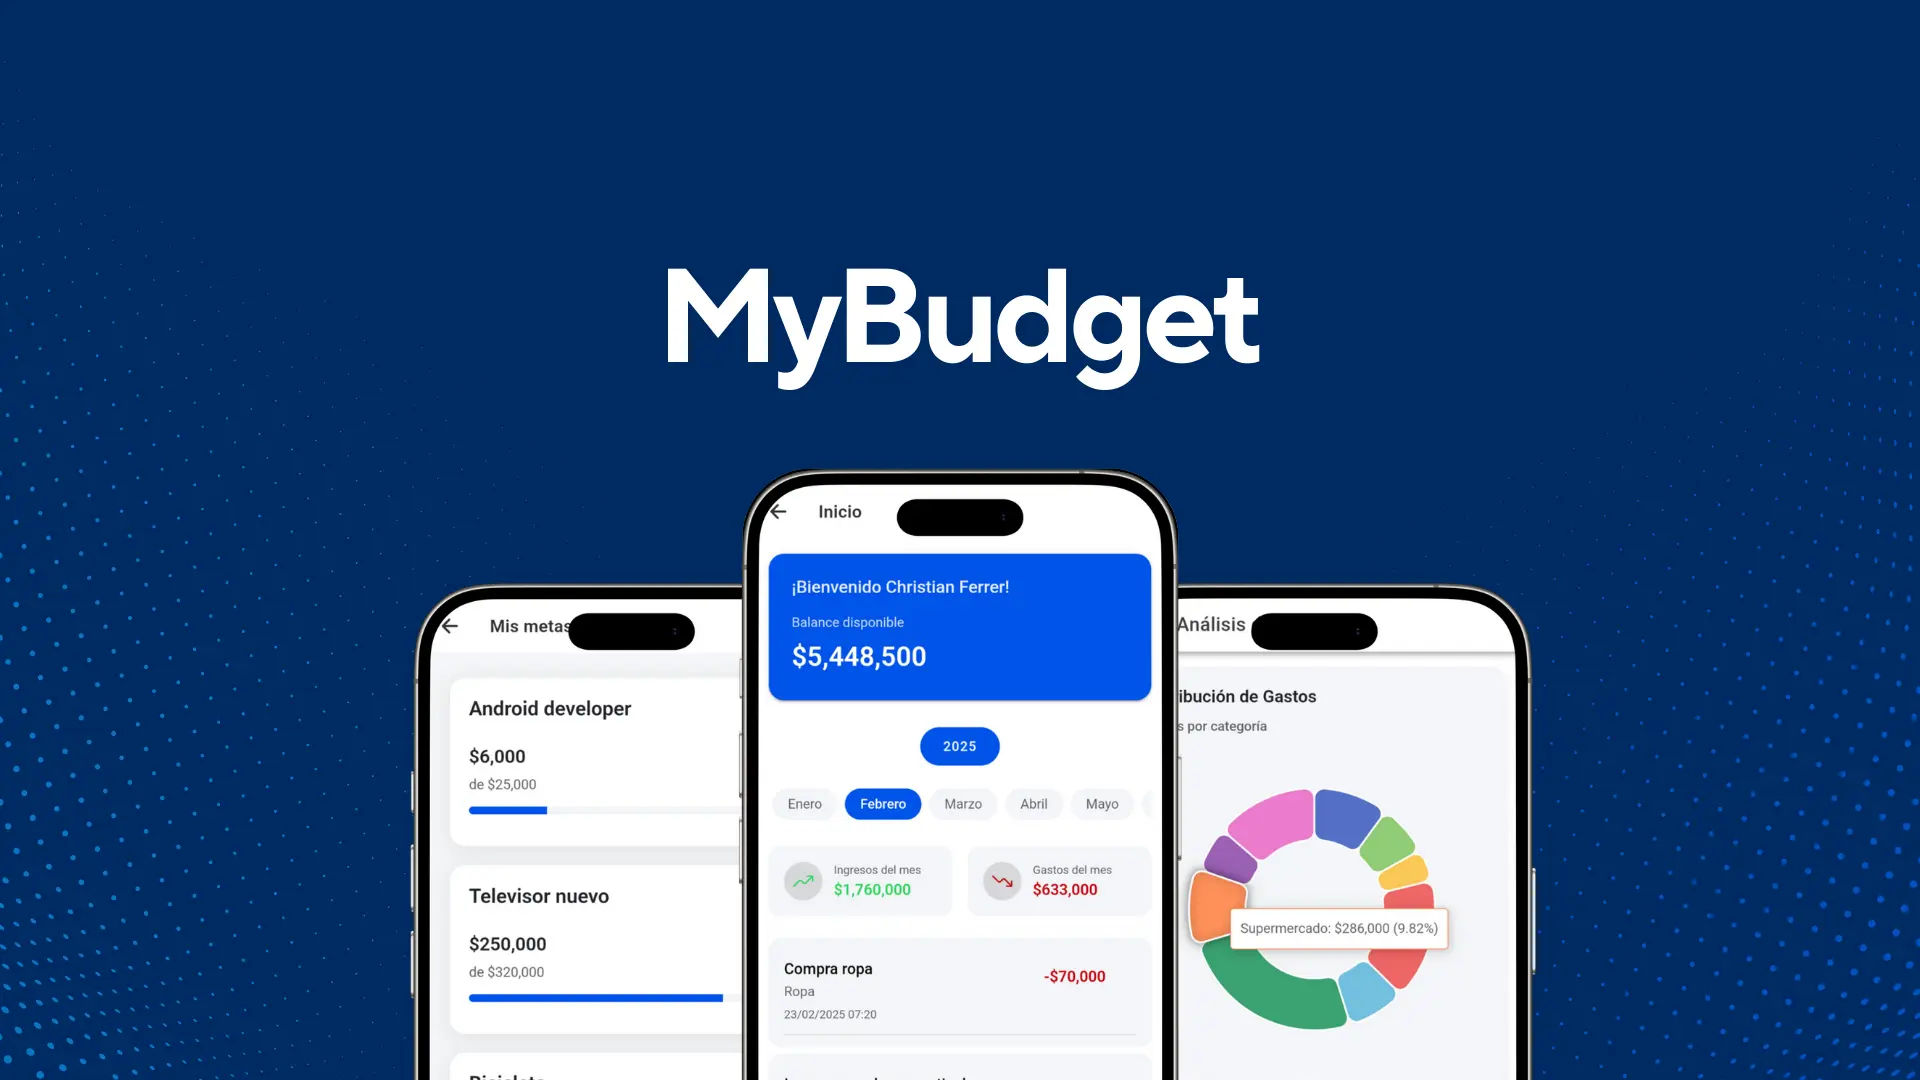 MyBudget
Mis metas
Android developer
$6,000
de $25,000
Televisor nuevo
$250,000
de $320,000
Inicio
¡Bienvenido Christian Ferrer!
Balance disponible
$5,448,500
2025
Enero Febrero Marzo Abril Mayo
Ingresos del mes
$1,760,000
Gastos del mes
$633,000
Compra ropa
-$70,000
Ropa
23/02/2025 07:20
Análisis
ibución de Gastos
s por categoría
Supermercado: $286,000 (9.82%)